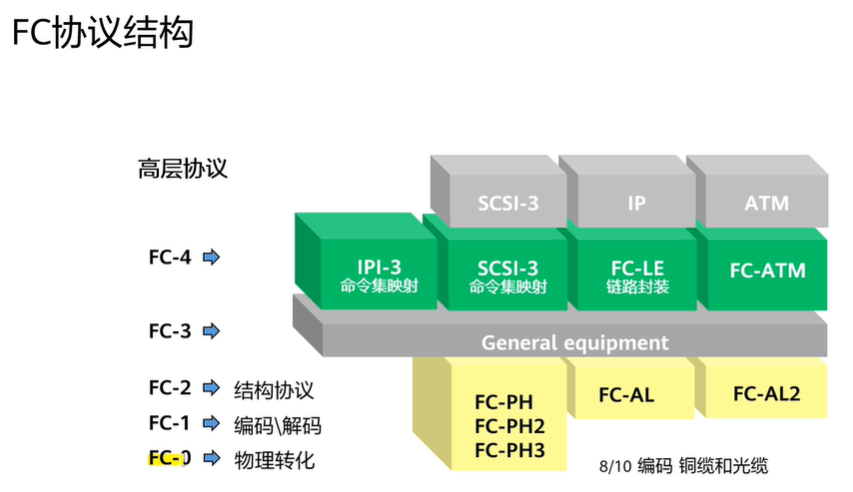 FC协议结构
高层协议
SCSI-3
IP
ATM
FC-4
IPI-3
命令集映射
SCSI-3
命令集映射
FC-LE
链路封装
FC-ATM
FC-3
General equipment
FC-2
结构协议
FC-PH
FC-PH2
FC-PH3
FC-AL
FC-AL2
FC-1
编码\解码
FC-0
物理转化
8/10 编码 铜缆和光缆